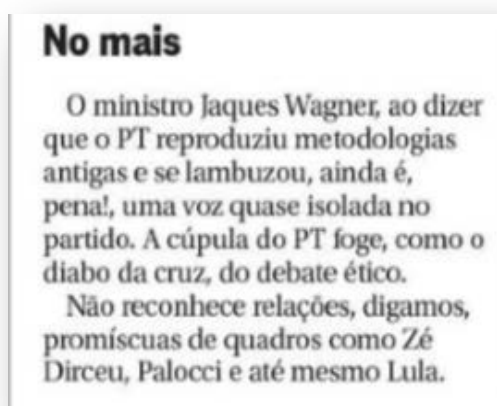 No mais
O ministro Jaques Wagner, ao dizer
que o PT reproduziu metodologias
antigas e se lambuzou, ainda é,
pena!, uma voz quase isolada no
partido. A cúpula do PT foge, como o
diabo da cruz, do debate ético.
Não reconhece relações, digamos,
promíscuas de quadros como Zé
Dirceu, Palocci e até mesmo Lula.